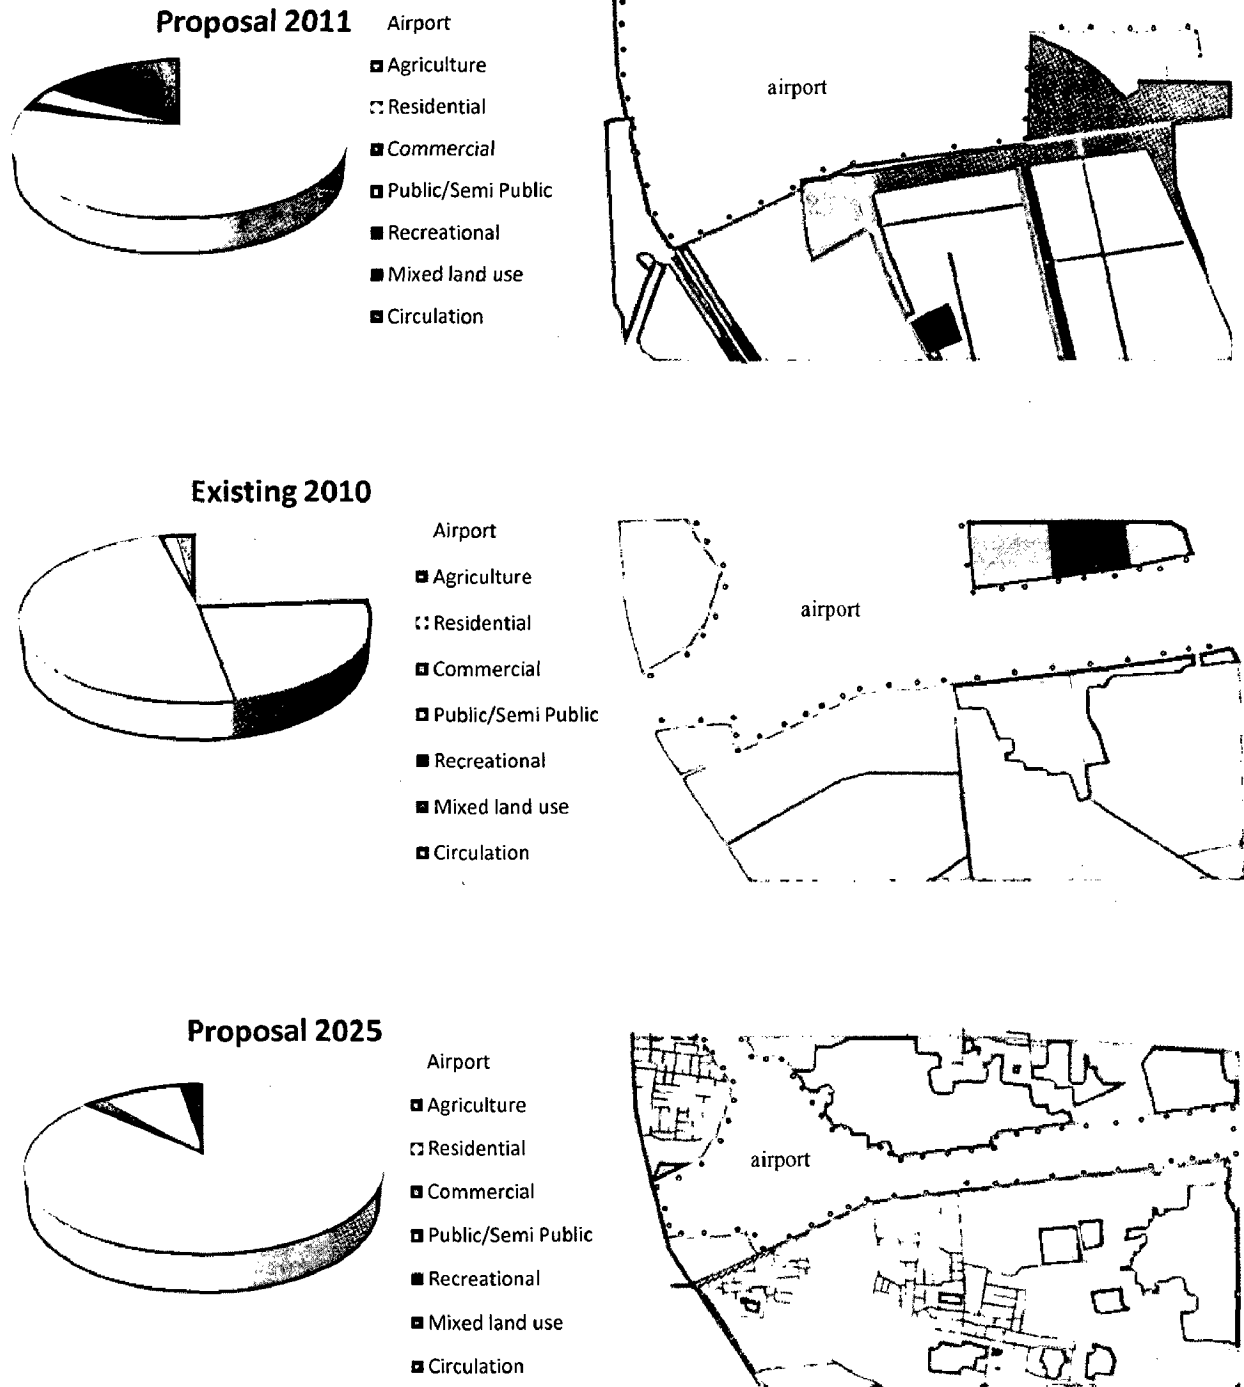 Proposal 2011
Airport
Agriculture
Residential
Commercial
Public/Semi Public
Recreational
Mixed land use
Circulation
airport
Existing 2010
Airport
Agriculture
Residential
Commercial
Public/Semi Public
Recreational
Mixed land use
Circulation
airport
Proposal 2025
Airport
Agriculture
Residential
Commercial
Public/Semi Public
Recreational
Mixed land use
Circulation
airport